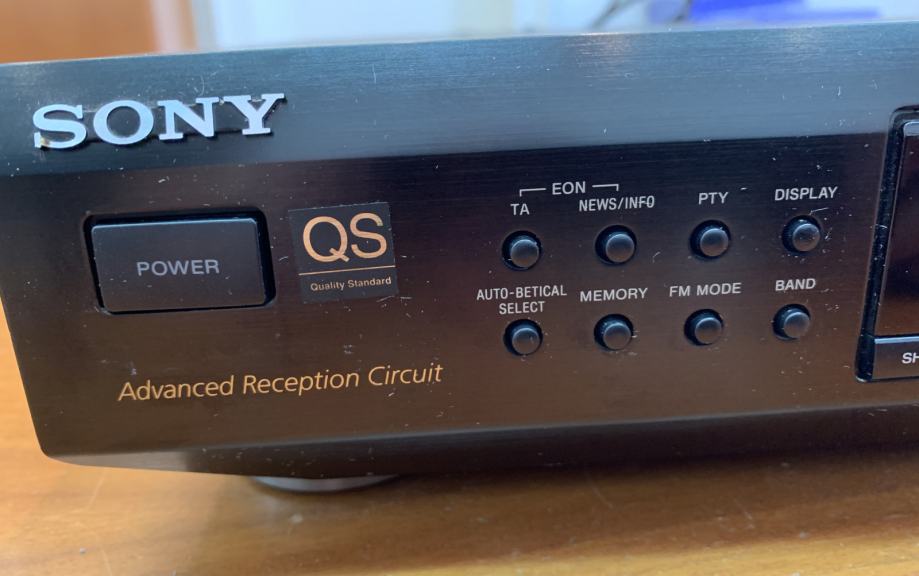 SONY
EON
TA
NEWS/INFO
PTY
DISPLAY
POWER
QS
Quality Standard
AUTO-BETICAL
SELECT
MEMORY
FM MODE
BAND
Advanced Reception Circuit